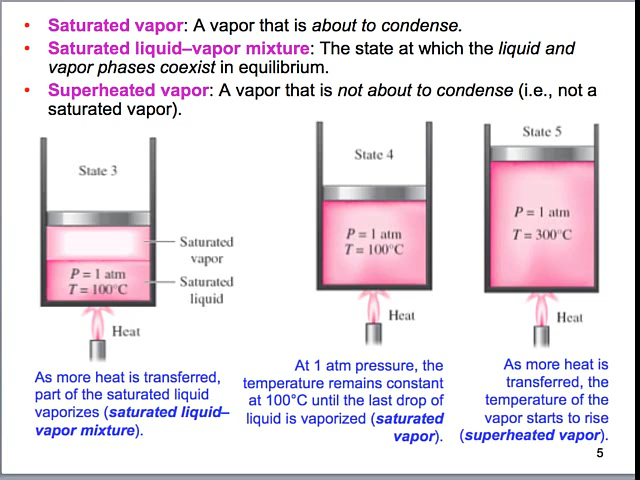 • Saturated vapor: A vapor that is about to condense.
• Saturated liquid–vapor mixture: The state at which the liquid and
vapor phases coexist in equilibrium.
• Superheated vapor: A vapor that is not about to condense (i.e., not a
saturated vapor).
State 3
Saturated
vapor
P = 1 atm
T = 100°C
Saturated
liquid
Heat
As more heat is transferred,
part of the saturated liquid
vaporizes (saturated liquid–
vapor mixture).
State 4
P = 1 atm
T = 100°C
Heat
At 1 atm pressure, the
temperature remains constant
at 100°C until the last drop of
liquid is vaporized (saturated
vapor).
State 5
P = 1 atm
T = 300°C
Heat
As more heat is
transferred, the
temperature of the
vapor starts to rise
(superheated vapor).
5